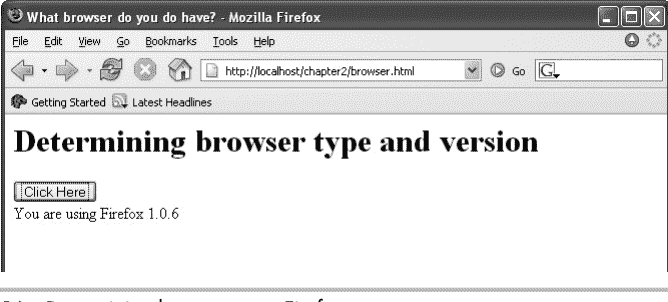 What browser do you do have? - Mozilla Firefox
File Edit View Go Bookmarks Tools Help
http://localhost/chapter2/browser.html Go G
Getting Started Latest Headlines
Determining browser type and version
Click Here
You are using Firefox 1.0.6